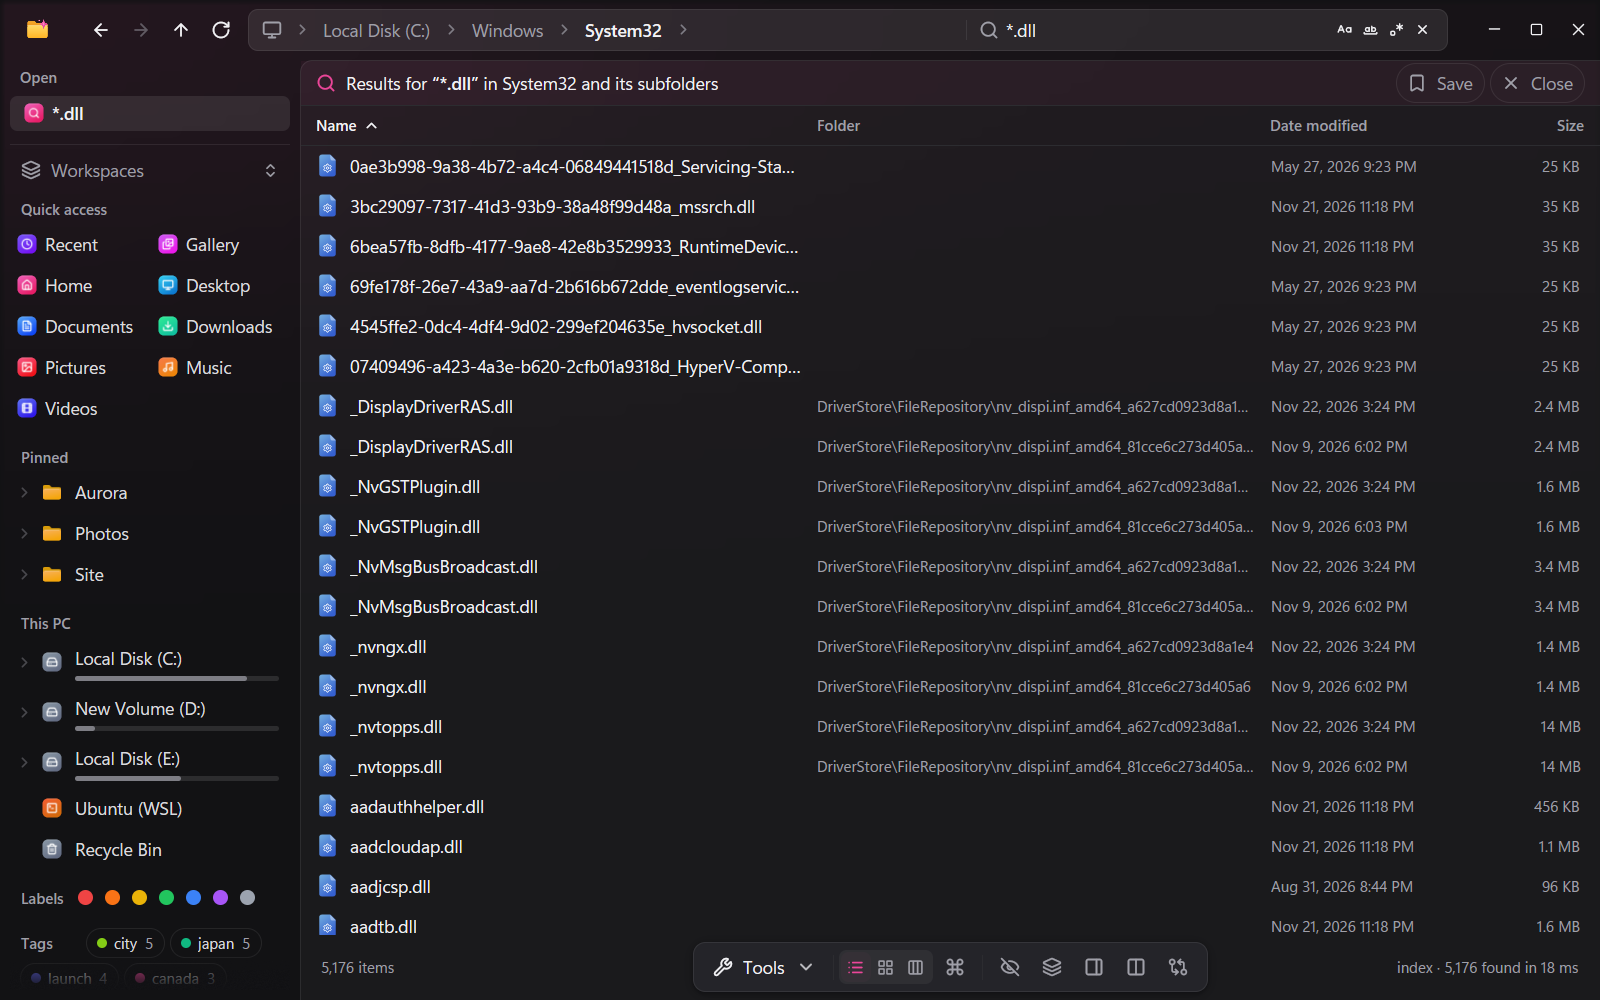 Local Disk (C:) Windows System32 *.dll Aa ab .*
Open
*.dll
Workspaces
Quick access
Recent Gallery
Home Desktop
Documents Downloads
Pictures Music
Videos
Pinned
Aurora
Photos
Site
This PC
Local Disk (C:)
New Volume (D:)
Local Disk (E:)
Ubuntu (WSL)
Recycle Bin
Labels
Tags city 5 japan 5
launch 4 canada 3
Results for “*.dll” in System32 and its subfolders Save Close
Name Folder Date modified Size
0ae3b998-9a38-4b72-a4c4-06849441518d_Servicing-Sta... May 27, 2026 9:23 PM 25 KB
3bc29097-7317-41d3-93b9-38a48f99d48a_mssrch.dll Nov 21, 2026 11:18 PM 35 KB
6bea57fb-8dfb-4177-9ae8-42e8b3529933_RuntimeDevic... Nov 21, 2026 11:18 PM 35 KB
69fe178f-26e7-43a9-aa7d-2b616b672dde_eventlogservic... May 27, 2026 9:23 PM 25 KB
4545ffe2-0dc4-4df4-9d02-299ef204635e_hvsocket.dll May 27, 2026 9:23 PM 25 KB
07409496-a423-4a3e-b620-2cfb01a9318d_HyperV-Comp... May 27, 2026 9:23 PM 25 KB
_DisplayDriverRAS.dll DriverStore\FileRepository\nv_dispi.inf_amd64_a627cd0923d8a1... Nov 22, 2026 3:24 PM 2.4 MB
_DisplayDriverRAS.dll DriverStore\FileRepository\nv_dispi.inf_amd64_81cce6c273d405a... Nov 9, 2026 6:02 PM 2.4 MB
_NvGSTPlugin.dll DriverStore\FileRepository\nv_dispi.inf_amd64_a627cd0923d8a1... Nov 22, 2026 3:24 PM 1.6 MB
_NvGSTPlugin.dll DriverStore\FileRepository\nv_dispi.inf_amd64_81cce6c273d405a... Nov 9, 2026 6:03 PM 1.6 MB
_NvMsgBusBroadcast.dll DriverStore\FileRepository\nv_dispi.inf_amd64_a627cd0923d8a1... Nov 22, 2026 3:24 PM 3.4 MB
_NvMsgBusBroadcast.dll DriverStore\FileRepository\nv_dispi.inf_amd64_81cce6c273d405a... Nov 9, 2026 6:02 PM 3.4 MB
_nvngx.dll DriverStore\FileRepository\nv_dispi.inf_amd64_a627cd0923d8a1e4 Nov 22, 2026 3:24 PM 1.4 MB
_nvngx.dll DriverStore\FileRepository\nv_dispi.inf_amd64_81cce6c273d405a6 Nov 9, 2026 6:02 PM 1.4 MB
_nvtopps.dll DriverStore\FileRepository\nv_dispi.inf_amd64_a627cd0923d8a1... Nov 22, 2026 3:24 PM 14 MB
_nvtopps.dll DriverStore\FileRepository\nv_dispi.inf_amd64_81cce6c273d405a... Nov 9, 2026 6:02 PM 14 MB
aadauthhelper.dll Nov 21, 2026 11:18 PM 456 KB
aadcloudap.dll Nov 21, 2026 11:18 PM 1.1 MB
aadjcsp.dll Aug 31, 2026 8:44 PM 96 KB
aadtb.dll Nov 21, 2026 11:18 PM 1.6 MB
5,176 items Tools index · 5,176 found in 18 ms